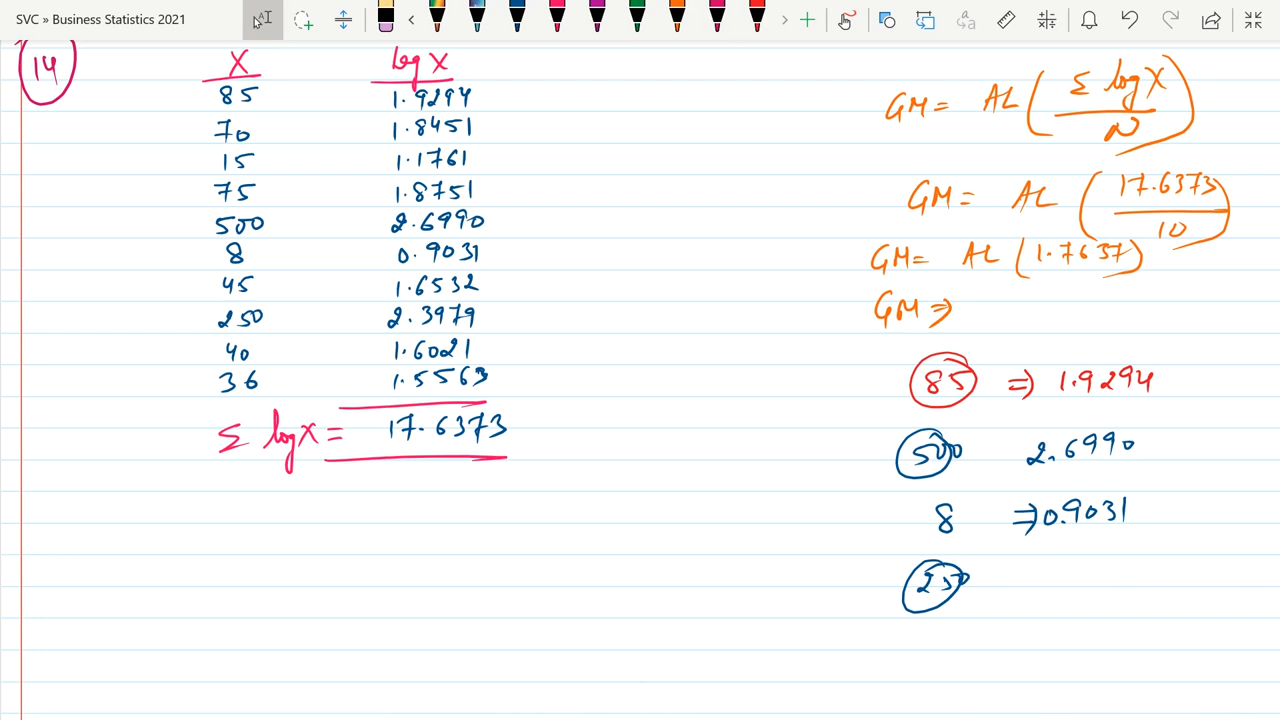 SVC » Business Statistics 2021
14
X log X
85 1.9294
70 1.8451
15 1.1761
75 1.8751
500 2.6990
8 0.9031
45 1.6532
250 2.3979
40 1.6021
36 1.5563
Σ log X = 17.6373
GM = AL ( Σ log X / N )
GM = AL ( 17.6373 / 10 )
GM = AL ( 1.7637 )
GM ⇒
85 ⇒ 1.9294
500 2.6990
8 ⇒ 0.9031
250